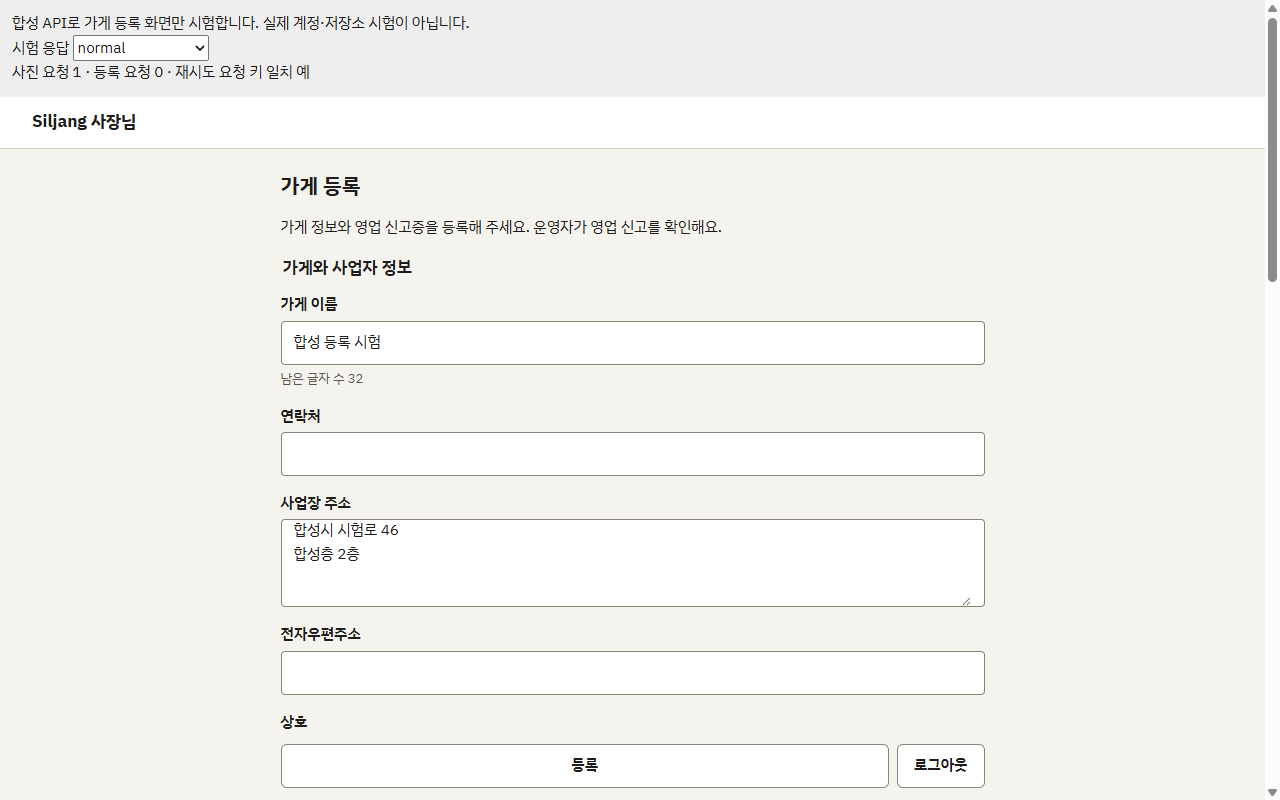 합성 API로 가게 등록 화면만 시험합니다. 실제 계정·저장소 시험이 아닙니다.
시험 응답 normal
사진 요청 1 · 등록 요청 0 · 재시도 요청 키 일치 예
Siljang 사장님
가게 등록
가게 정보와 영업 신고증을 등록해 주세요. 운영자가 영업 신고를 확인해요.
가게와 사업자 정보
가게 이름
합성 등록 시험
남은 글자 수 32
연락처
사업장 주소
합성시 시험로 46
합성층 2층
전자우편주소
상호
등록 로그아웃